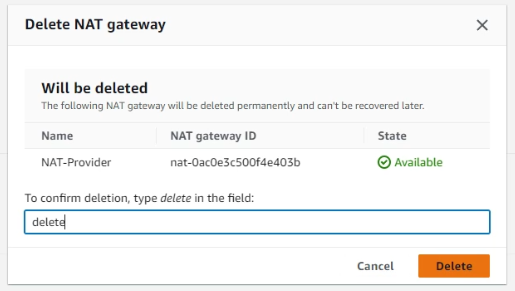 Delete NAT gateway
Will be deleted
The following NAT gateway will be deleted permanently and can't be recovered later.
Name NAT gateway ID State
NAT-Provider nat-0ac0e3c500f4e403b Available
To confirm deletion, type delete in the field:
delete
Cancel Delete